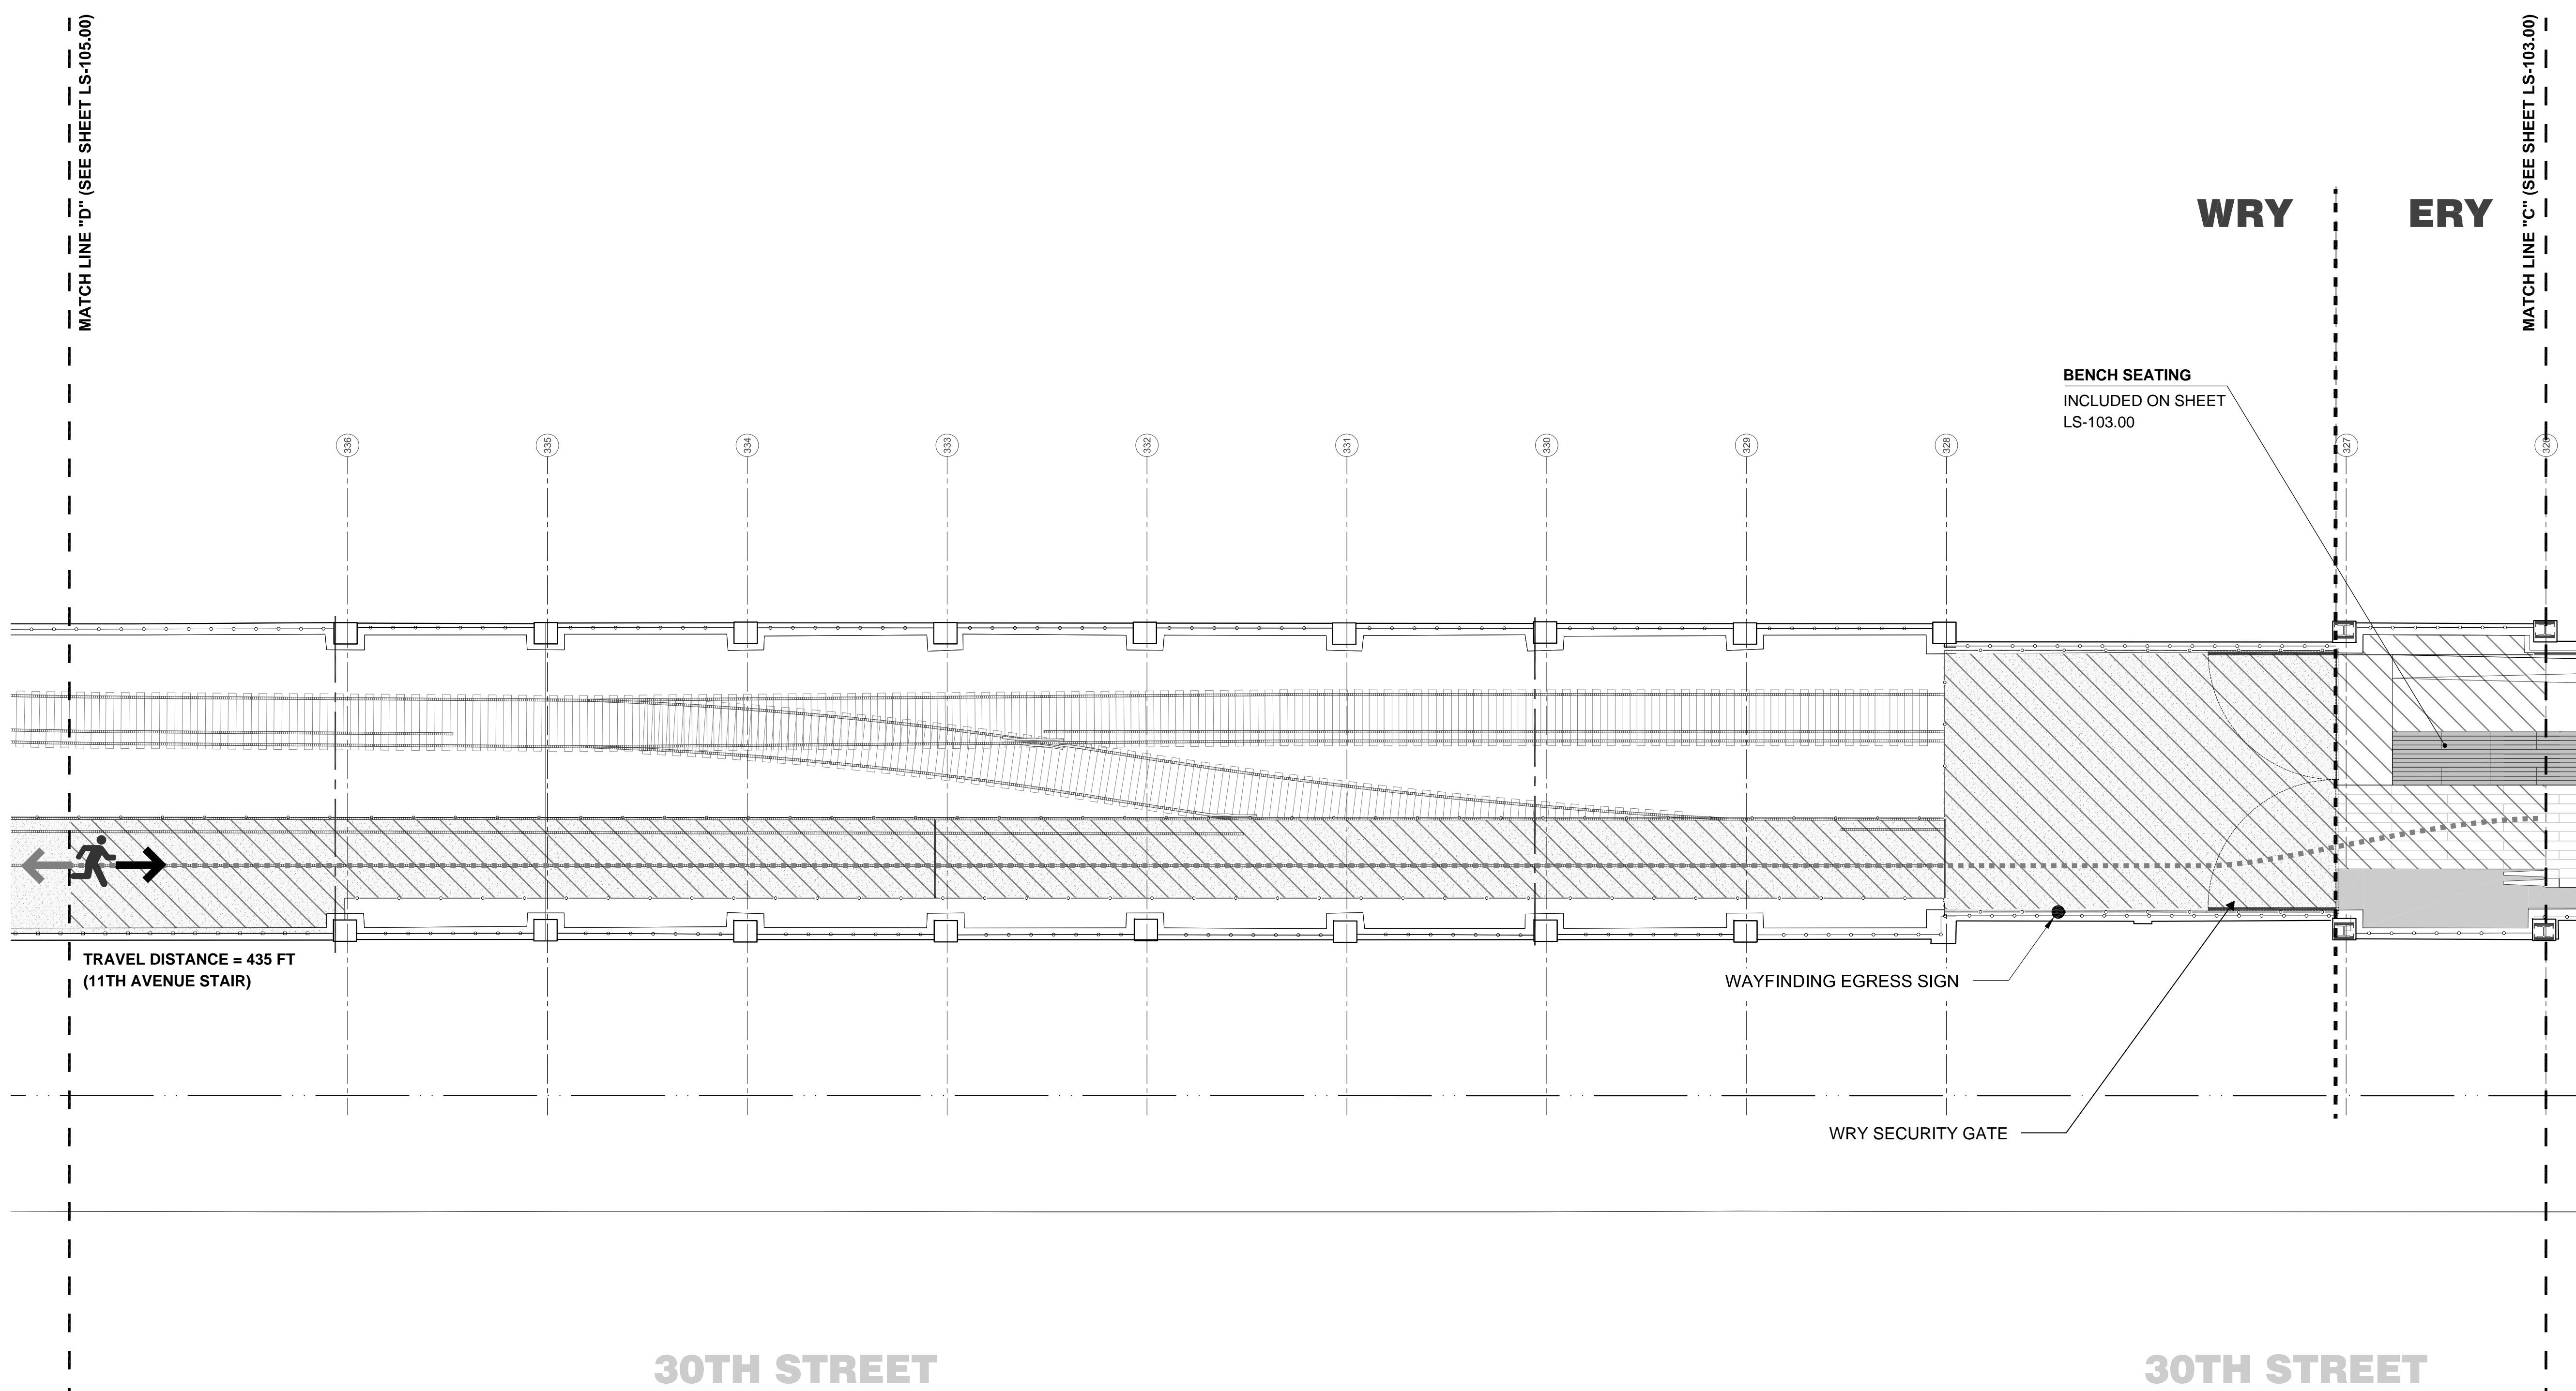 MATCH LINE "D" (SEE SHEET LS-105.00)
MATCH LINE "C" (SEE SHEET LS-103.00)
WRY
ERY
BENCH SEATING
INCLUDED ON SHEET
LS-103.00
336
335
334
333
332
331
330
329
328
327
TRAVEL DISTANCE = 435 FT
(11TH AVENUE STAIR)
WAYFINDING EGRESS SIGN
WRY SECURITY GATE
30TH STREET
30TH STREET